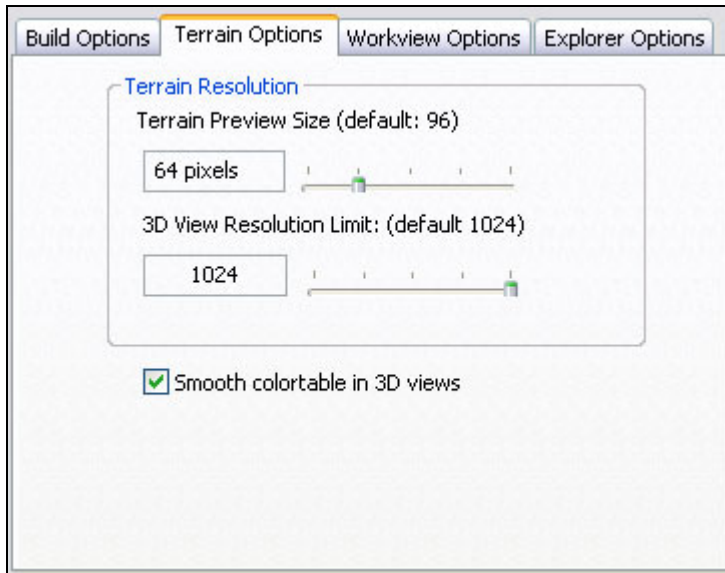 Build Options Terrain Options Workview Options Explorer Options
Terrain Resolution
Terrain Preview Size (default: 96)
64 pixels
3D View Resolution Limit: (default 1024)
1024
Smooth colortable in 3D views